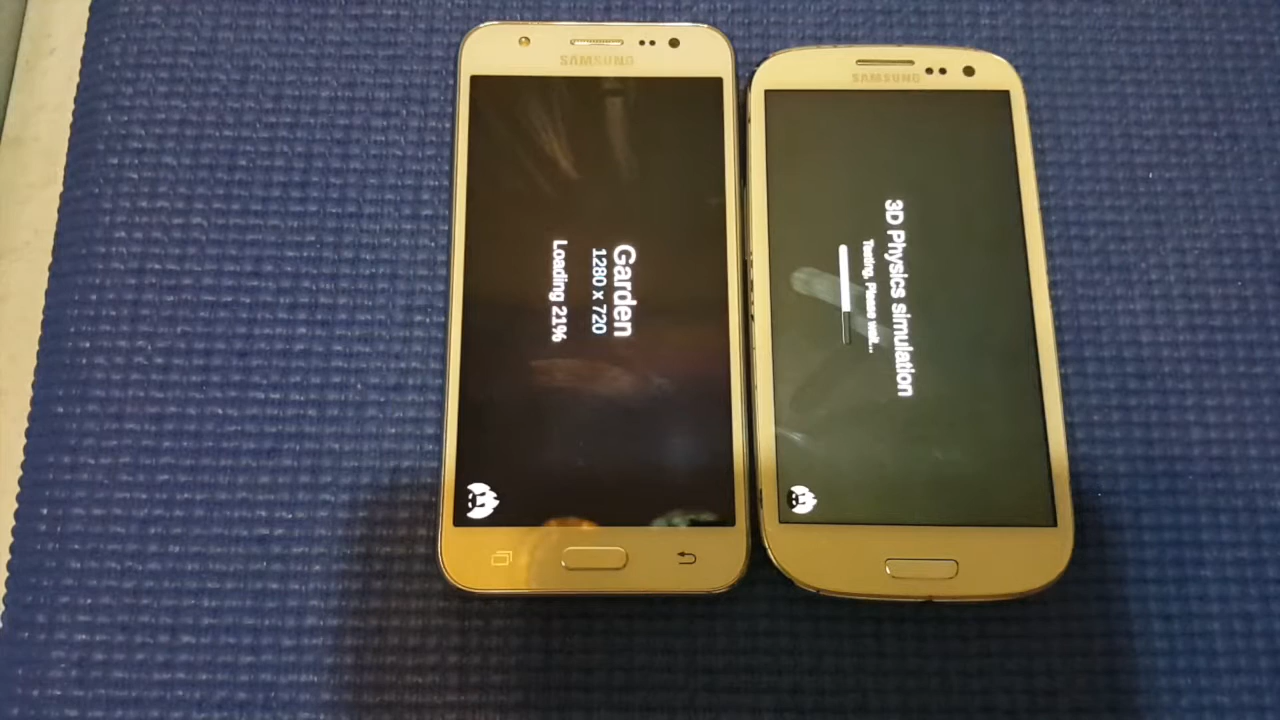 SAMSUNG
Garden
1280 x 720
Loading 21%
SAMSUNG
3D Physics simulation
Testing, Please wait...